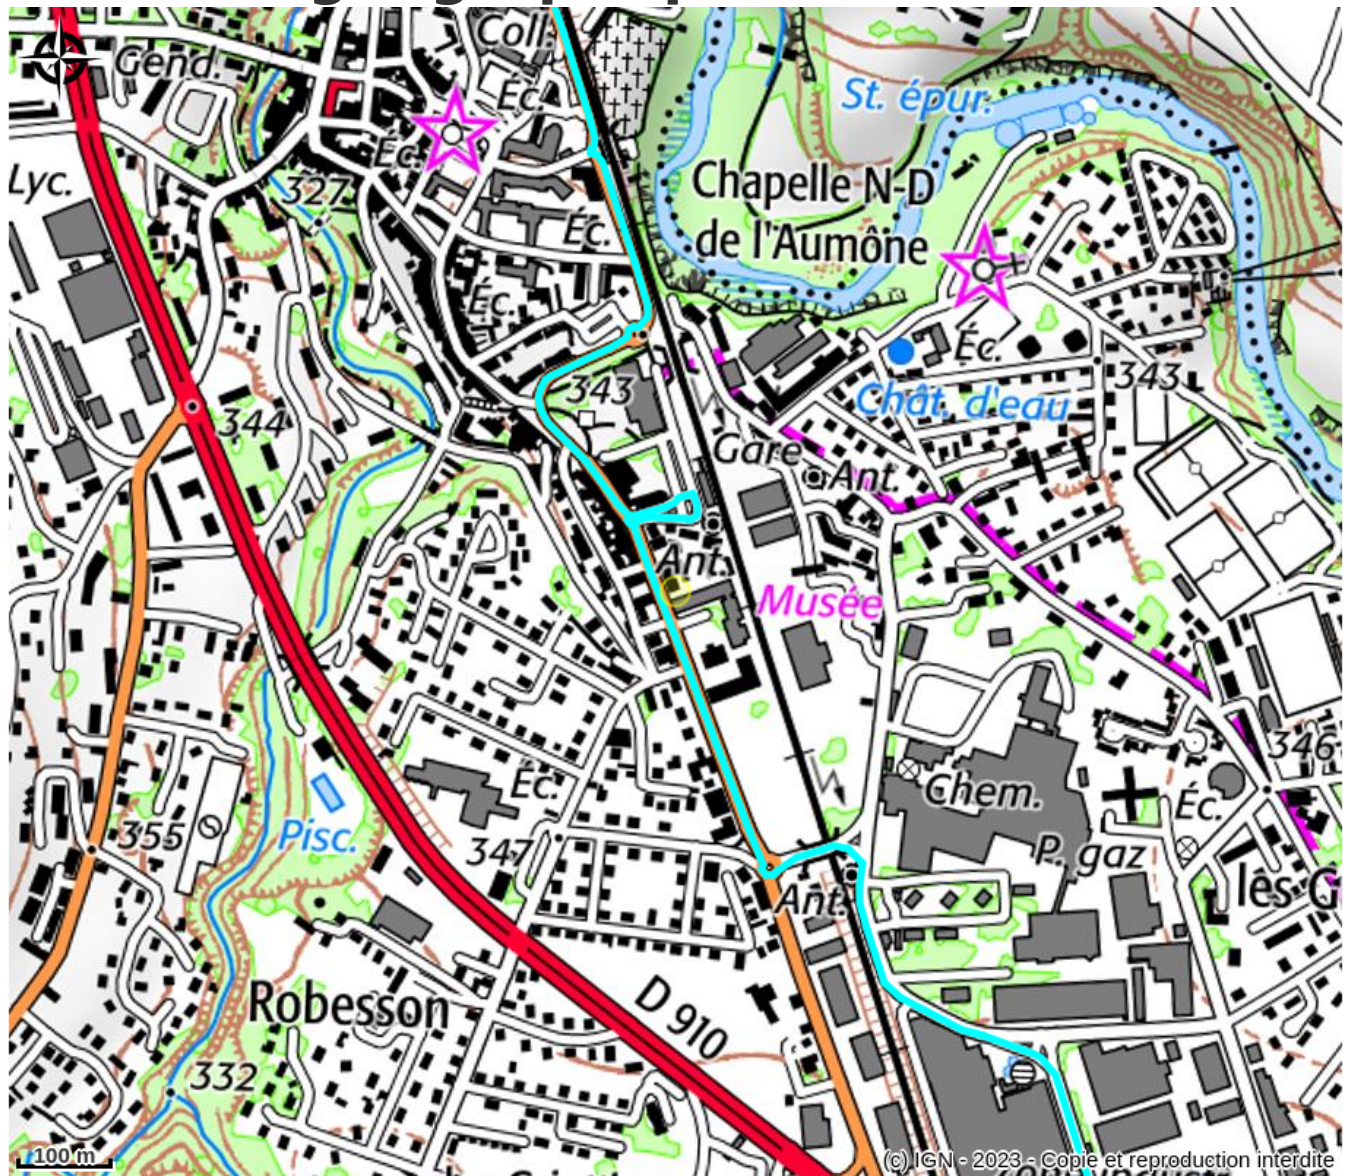 Coll.
Gend.
Éc.
St. épur.
Éc.
Lyc.
327
Chapelle N-D
de l'Aumône
Éc.
Éc.
Éc.
343
343
Chât. d'eau
344
Gare
Ant.
Ant.
Musée
346
Éc.
Chem.
Éc.
355
Pisc.
347
P. gaz
Ant.
les G
Robesson
D 910
332
100 m
(c) IGN - 2023 - Copie et reproduction interdite